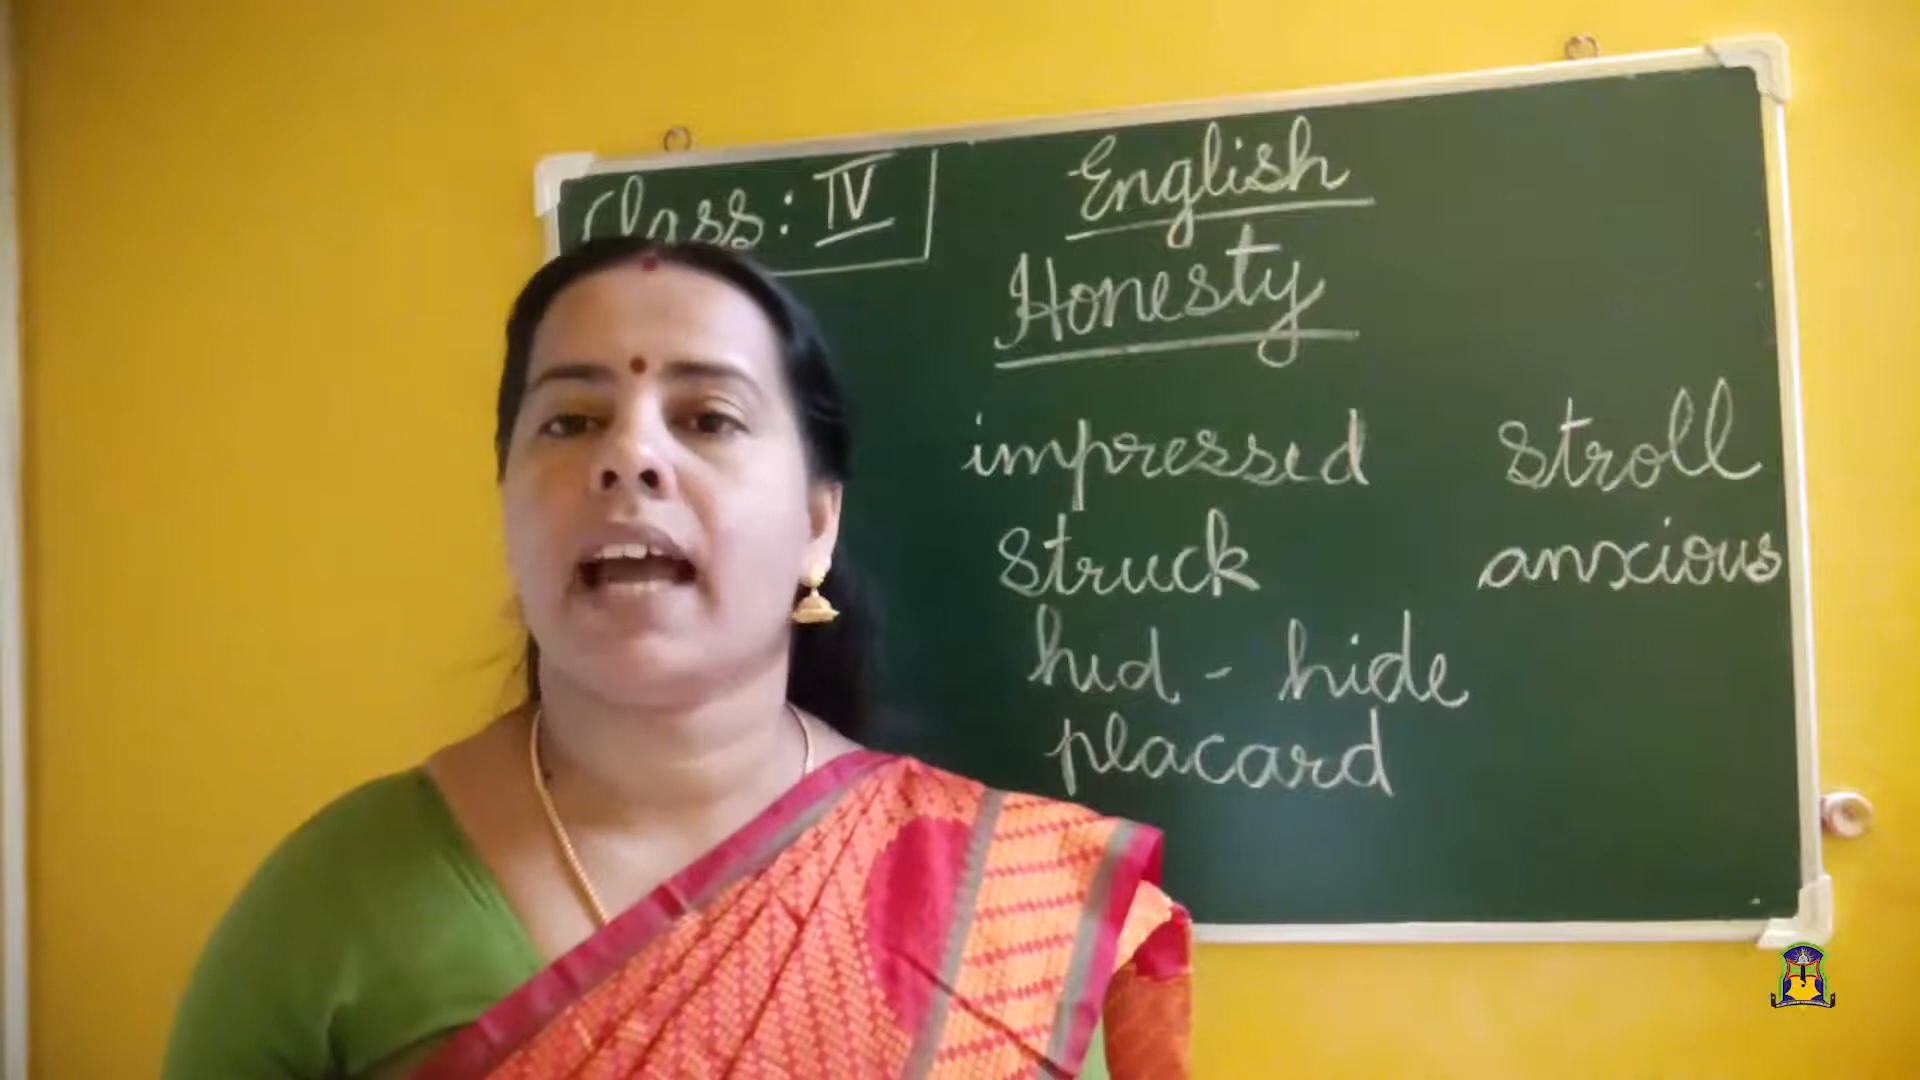 Class: IV
English
Honesty
impressed stroll
struck anxious
hid - hide
placard